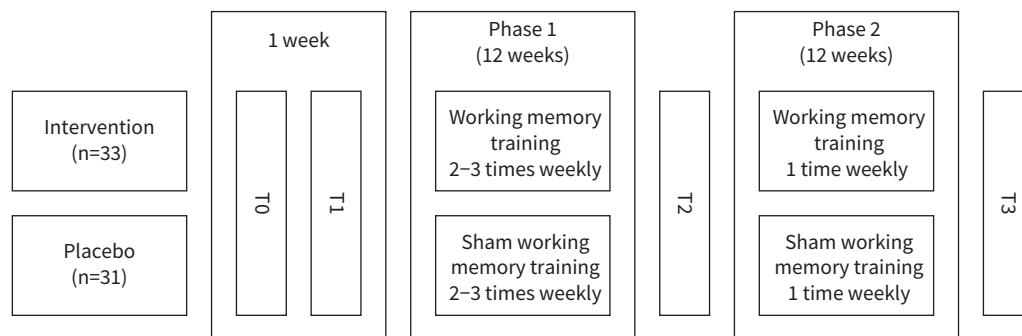 1 week
Phase 1
(12 weeks)
Phase 2
(12 weeks)
Intervention
(n=33)
T0
T1
Working memory
training
2–3 times weekly
T2
Working memory
training
1 time weekly
T3
Placebo
(n=31)
Sham working
memory training
2–3 times weekly
Sham working
memory training
1 time weekly